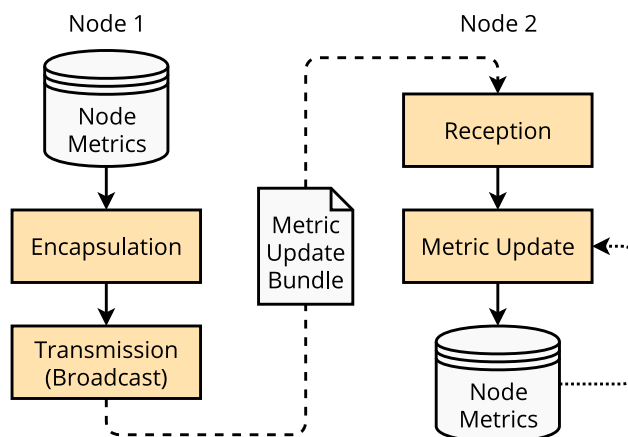 Node 1
Node 2
Node
Metrics
Encapsulation
Transmission
(Broadcast)
Metric
Update
Bundle
Reception
Metric Update
Node
Metrics